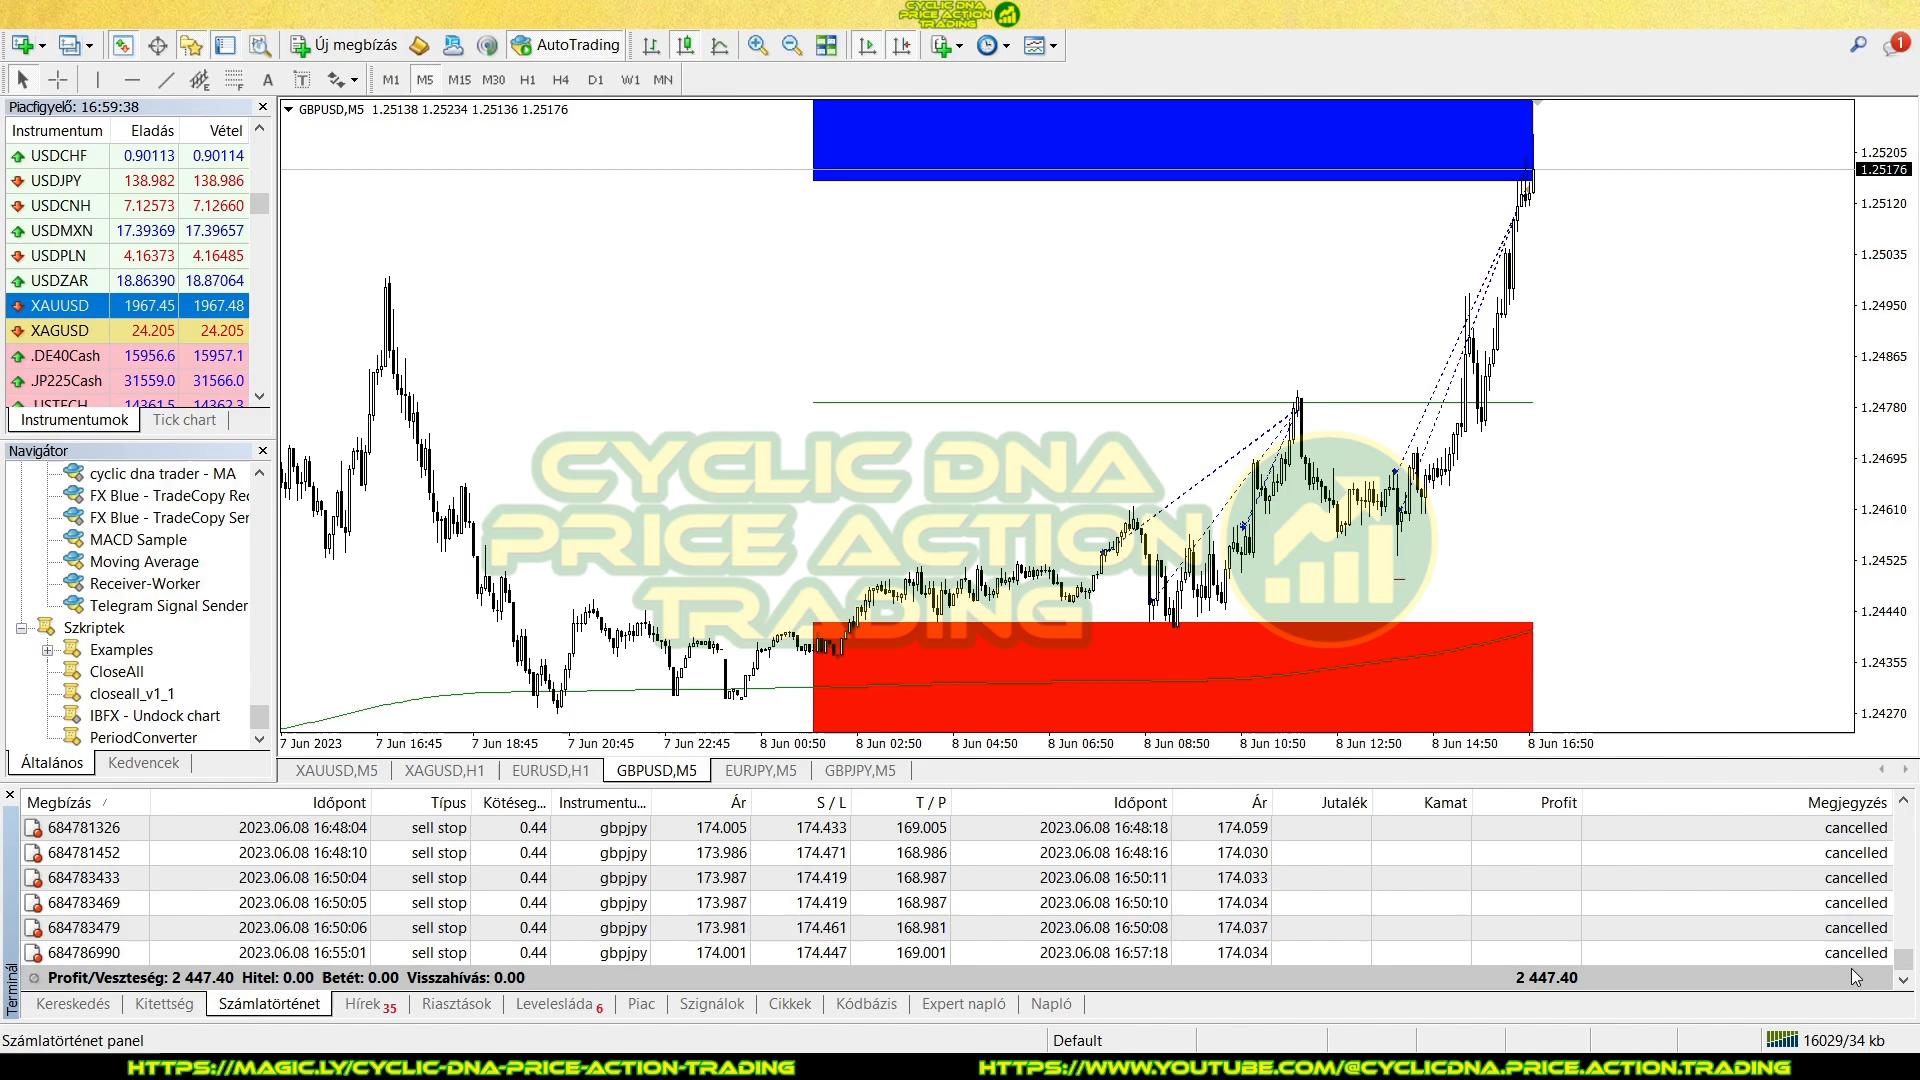 CYCLIC DNA
PRICE ACTION
TRADING
Új megbízás
AutoTrading
1
A
T
M1 M5 M15 M30 H1 H4 D1 W1 MN
Piacfigyelő: 16:59:38
Instrumentum Eladás Vétel
USDCHF 0.90113 0.90114
USDJPY 138.982 138.986
USDCNH 7.12573 7.12660
USDMXN 17.39369 17.39657
USDPLN 4.16373 4.16485
USDZAR 18.86390 18.87064
XAUUSD 1967.45 1967.48
XAGUSD 24.205 24.205
.DE40Cash 15956.6 15957.1
.JP225Cash 31559.0 31566.0
.USTECH 14361.5 14362.3
Instrumentumok Tick chart
Navigátor
cyclic dna trader - MA
FX Blue - TradeCopy Rec
FX Blue - TradeCopy Ser
MACD Sample
Moving Average
Receiver-Worker
Telegram Signal Sender
Szkriptek
Examples
CloseAll
closeall_v1_1
IBFX - Undock chart
PeriodConverter
Általános Kedvencek
GBPUSD,M5 1.25138 1.25234 1.25136 1.25176
1.25205
1.25176
1.25120
1.25035
1.24950
1.24865
1.24780
1.24695
1.24610
1.24525
1.24440
1.24355
1.24270
CYCLIC DNA
PRICE ACTION
TRADING
7 Jun 2023 7 Jun 16:45 7 Jun 18:45 7 Jun 20:45 7 Jun 22:45 8 Jun 00:50 8 Jun 02:50 8 Jun 04:50 8 Jun 06:50 8 Jun 08:50 8 Jun 10:50 8 Jun 12:50 8 Jun 14:50 8 Jun 16:50
XAUUSD,M5 XAGUSD,H1 EURUSD,H1 GBPUSD,M5 EURJPY,M5 GBPJPY,M5
Megbízás / Időpont Típus Kötéseg... Instrumentu... Ár S / L T / P Időpont Ár Jutalék Kamat Profit Megjegyzés
684781326 2023.06.08 16:48:04 sell stop 0.44 gbpjpy 174.005 174.433 169.005 2023.06.08 16:48:18 174.059 cancelled
684781452 2023.06.08 16:48:10 sell stop 0.44 gbpjpy 173.986 174.471 168.986 2023.06.08 16:48:16 174.030 cancelled
684783433 2023.06.08 16:50:04 sell stop 0.44 gbpjpy 173.987 174.419 168.987 2023.06.08 16:50:11 174.033 cancelled
684783469 2023.06.08 16:50:05 sell stop 0.44 gbpjpy 173.987 174.419 168.987 2023.06.08 16:50:10 174.034 cancelled
684783479 2023.06.08 16:50:06 sell stop 0.44 gbpjpy 173.981 174.461 168.981 2023.06.08 16:50:08 174.037 cancelled
684786990 2023.06.08 16:55:01 sell stop 0.44 gbpjpy 174.001 174.447 169.001 2023.06.08 16:57:18 174.034 cancelled
Profit/Veszteség: 2 447.40 Hitel: 0.00 Betét: 0.00 Visszahívás: 0.00 2 447.40
Terminál
Kereskedés Kitettség Számlatörténet Hírek 35 Riasztások Levelesláda 6 Piac Szignálok Cikkek Kódbázis Expert napló Napló
Számlatörténet panel Default 16029/34 kb
HTTPS://MAGIC.LY/CYCLIC-DNA-PRICE-ACTION-TRADING HTTPS://WWW.YOUTUBE.COM/@CYCLICDNA.PRICE.ACTION.TRADING